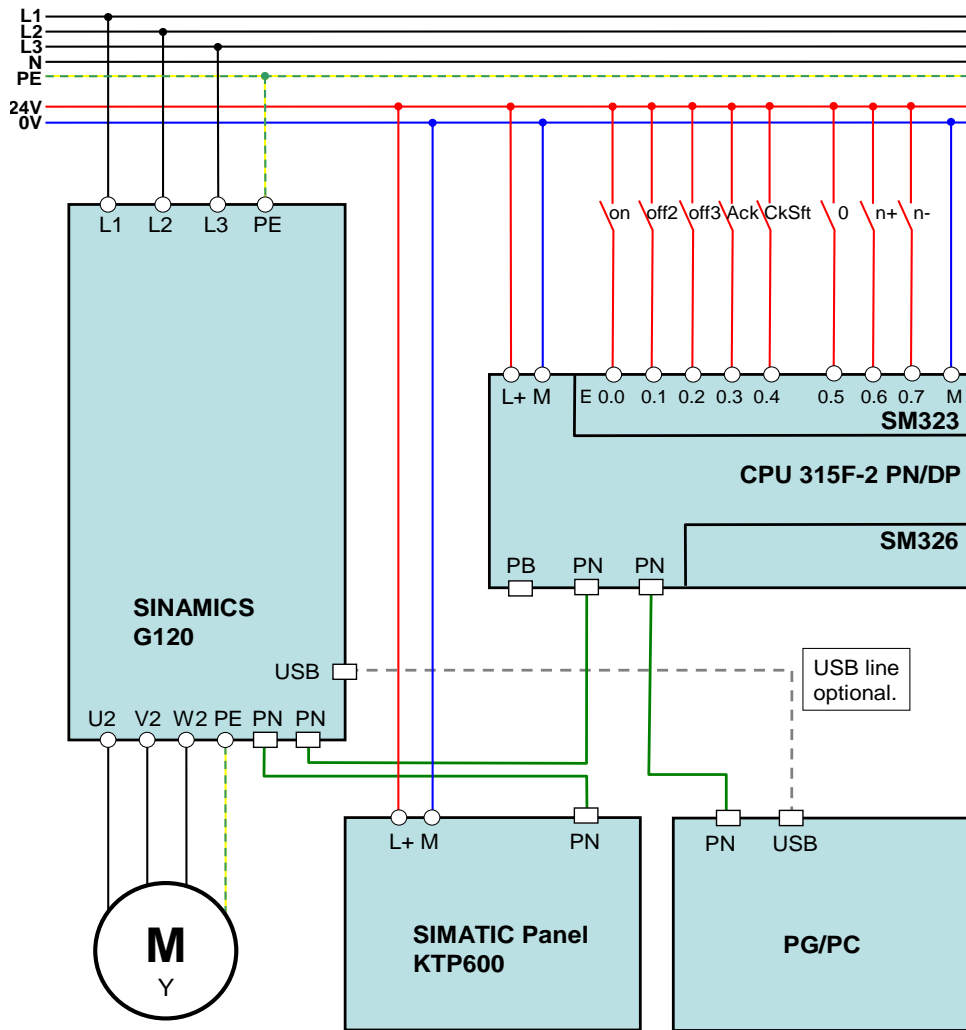 L1
L2
L3
N
PE
24V
0V
on off2 off3 Ack CkSft 0 n+ n-
L1 L2 L3 PE
L+ M E 0.0 0.1 0.2 0.3 0.4 0.5 0.6 0.7 M
SM323
CPU 315F-2 PN/DP
SM326
PB PN PN
SINAMICS
G120
USB
USB line
optional.
U2 V2 W2 PE PN PN
L+ M PN
PN USB
SIMATIC Panel
KTP600
PG/PC
M
Y